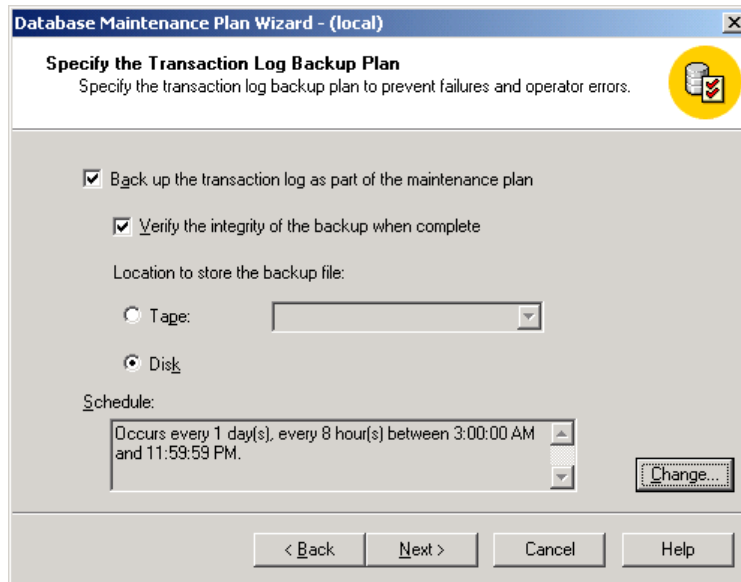 Database Maintenance Plan Wizard - (local)
Specify the Transaction Log Backup Plan
Specify the transaction log backup plan to prevent failures and operator errors.
Back up the transaction log as part of the maintenance plan
Verify the integrity of the backup when complete
Location to store the backup file:
Tape:
Disk
Schedule:
Occurs every 1 day(s), every 8 hour(s) between 3:00:00 AM
and 11:59:59 PM.
Change...
< Back Next > Cancel Help